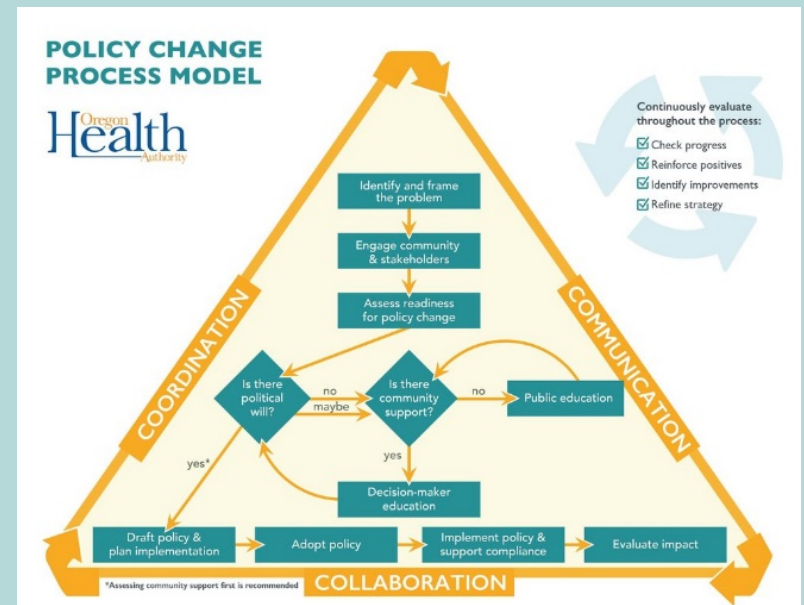 POLICY CHANGE
PROCESS MODEL
Oregon
Health
Authority
Continuously evaluate
throughout the process:
Check progress
Reinforce positives
Identify improvements
Refine strategy
Identify and frame
the problem
Engage community
& stakeholders
Assess readiness
for policy change
COORDINATION
COMMUNICATION
Is there
political
will?
no
maybe
Is there
community
support?
no
Public education
yes*
yes
Decision-maker
education
Draft policy &
plan implementation
Adopt policy
Implement policy &
support compliance
Evaluate impact
*Assessing community support first is recommended
COLLABORATION